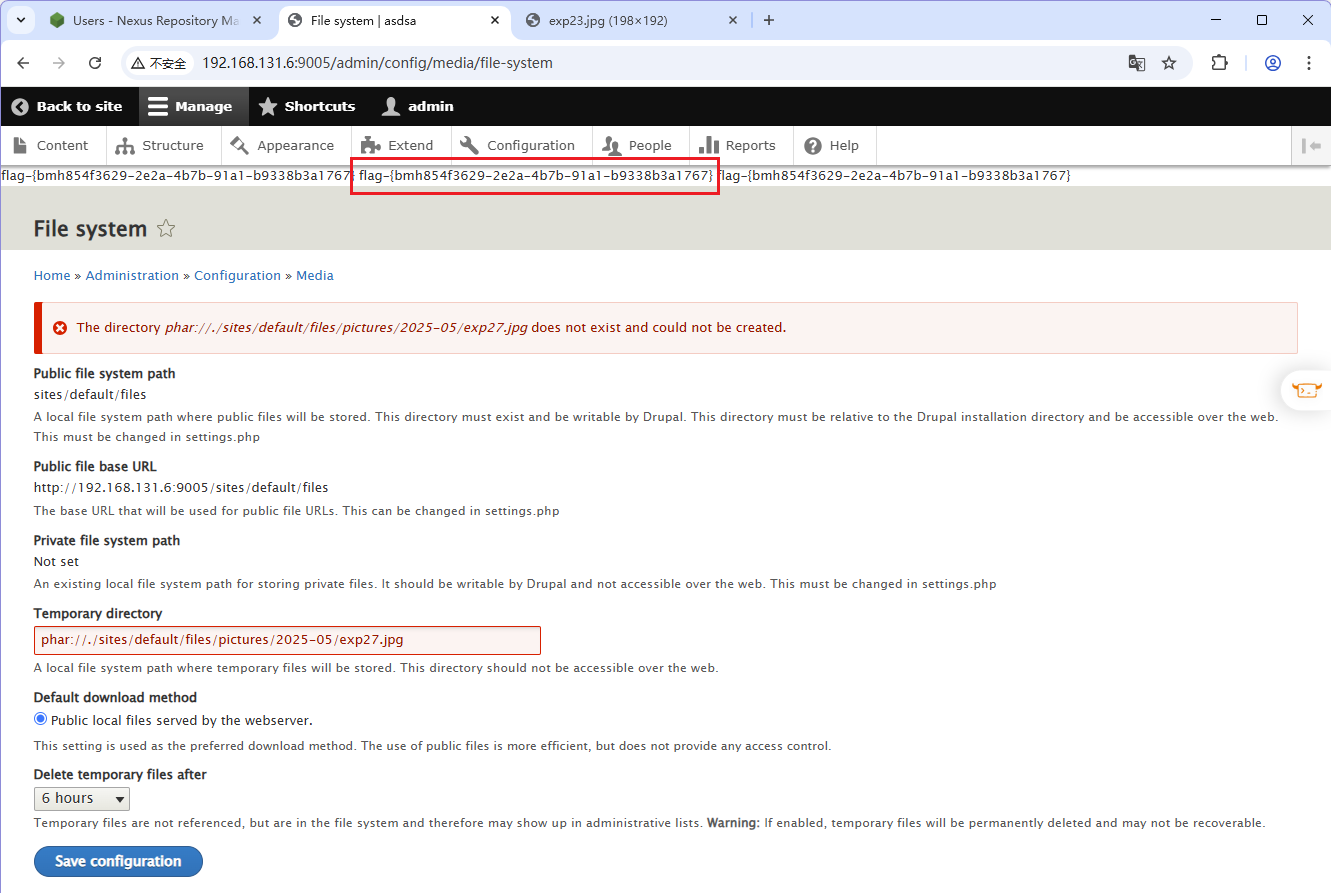 Users - Nexus Repository Ma
File system | asdsa
exp23.jpg (198×192)
不安全 192.168.131.6:9005/admin/config/media/file-system
Back to site Manage Shortcuts admin
Content Structure Appearance Extend Configuration People Reports Help
flag-{bmh854f3629-2e2a-4b7b-91a1-b9338b3a1767} flag-{bmh854f3629-2e2a-4b7b-91a1-b9338b3a1767} flag-{bmh854f3629-2e2a-4b7b-91a1-b9338b3a1767}
File system
Home » Administration » Configuration » Media
The directory phar://./sites/default/files/pictures/2025-05/exp27.jpg does not exist and could not be created.
Public file system path
sites/default/files
A local file system path where public files will be stored. This directory must exist and be writable by Drupal. This directory must be relative to the Drupal installation directory and be accessible over the web.
This must be changed in settings.php
Public file base URL
http://192.168.131.6:9005/sites/default/files
The base URL that will be used for public file URLs. This can be changed in settings.php
Private file system path
Not set
An existing local file system path for storing private files. It should be writable by Drupal and not accessible over the web. This must be changed in settings.php
Temporary directory
phar://./sites/default/files/pictures/2025-05/exp27.jpg
A local file system path where temporary files will be stored. This directory should not be accessible over the web.
Default download method
Public local files served by the webserver.
This setting is used as the preferred download method. The use of public files is more efficient, but does not provide any access control.
Delete temporary files after
6 hours
Temporary files are not referenced, but are in the file system and therefore may show up in administrative lists. Warning: If enabled, temporary files will be permanently deleted and may not be recoverable.
Save configuration